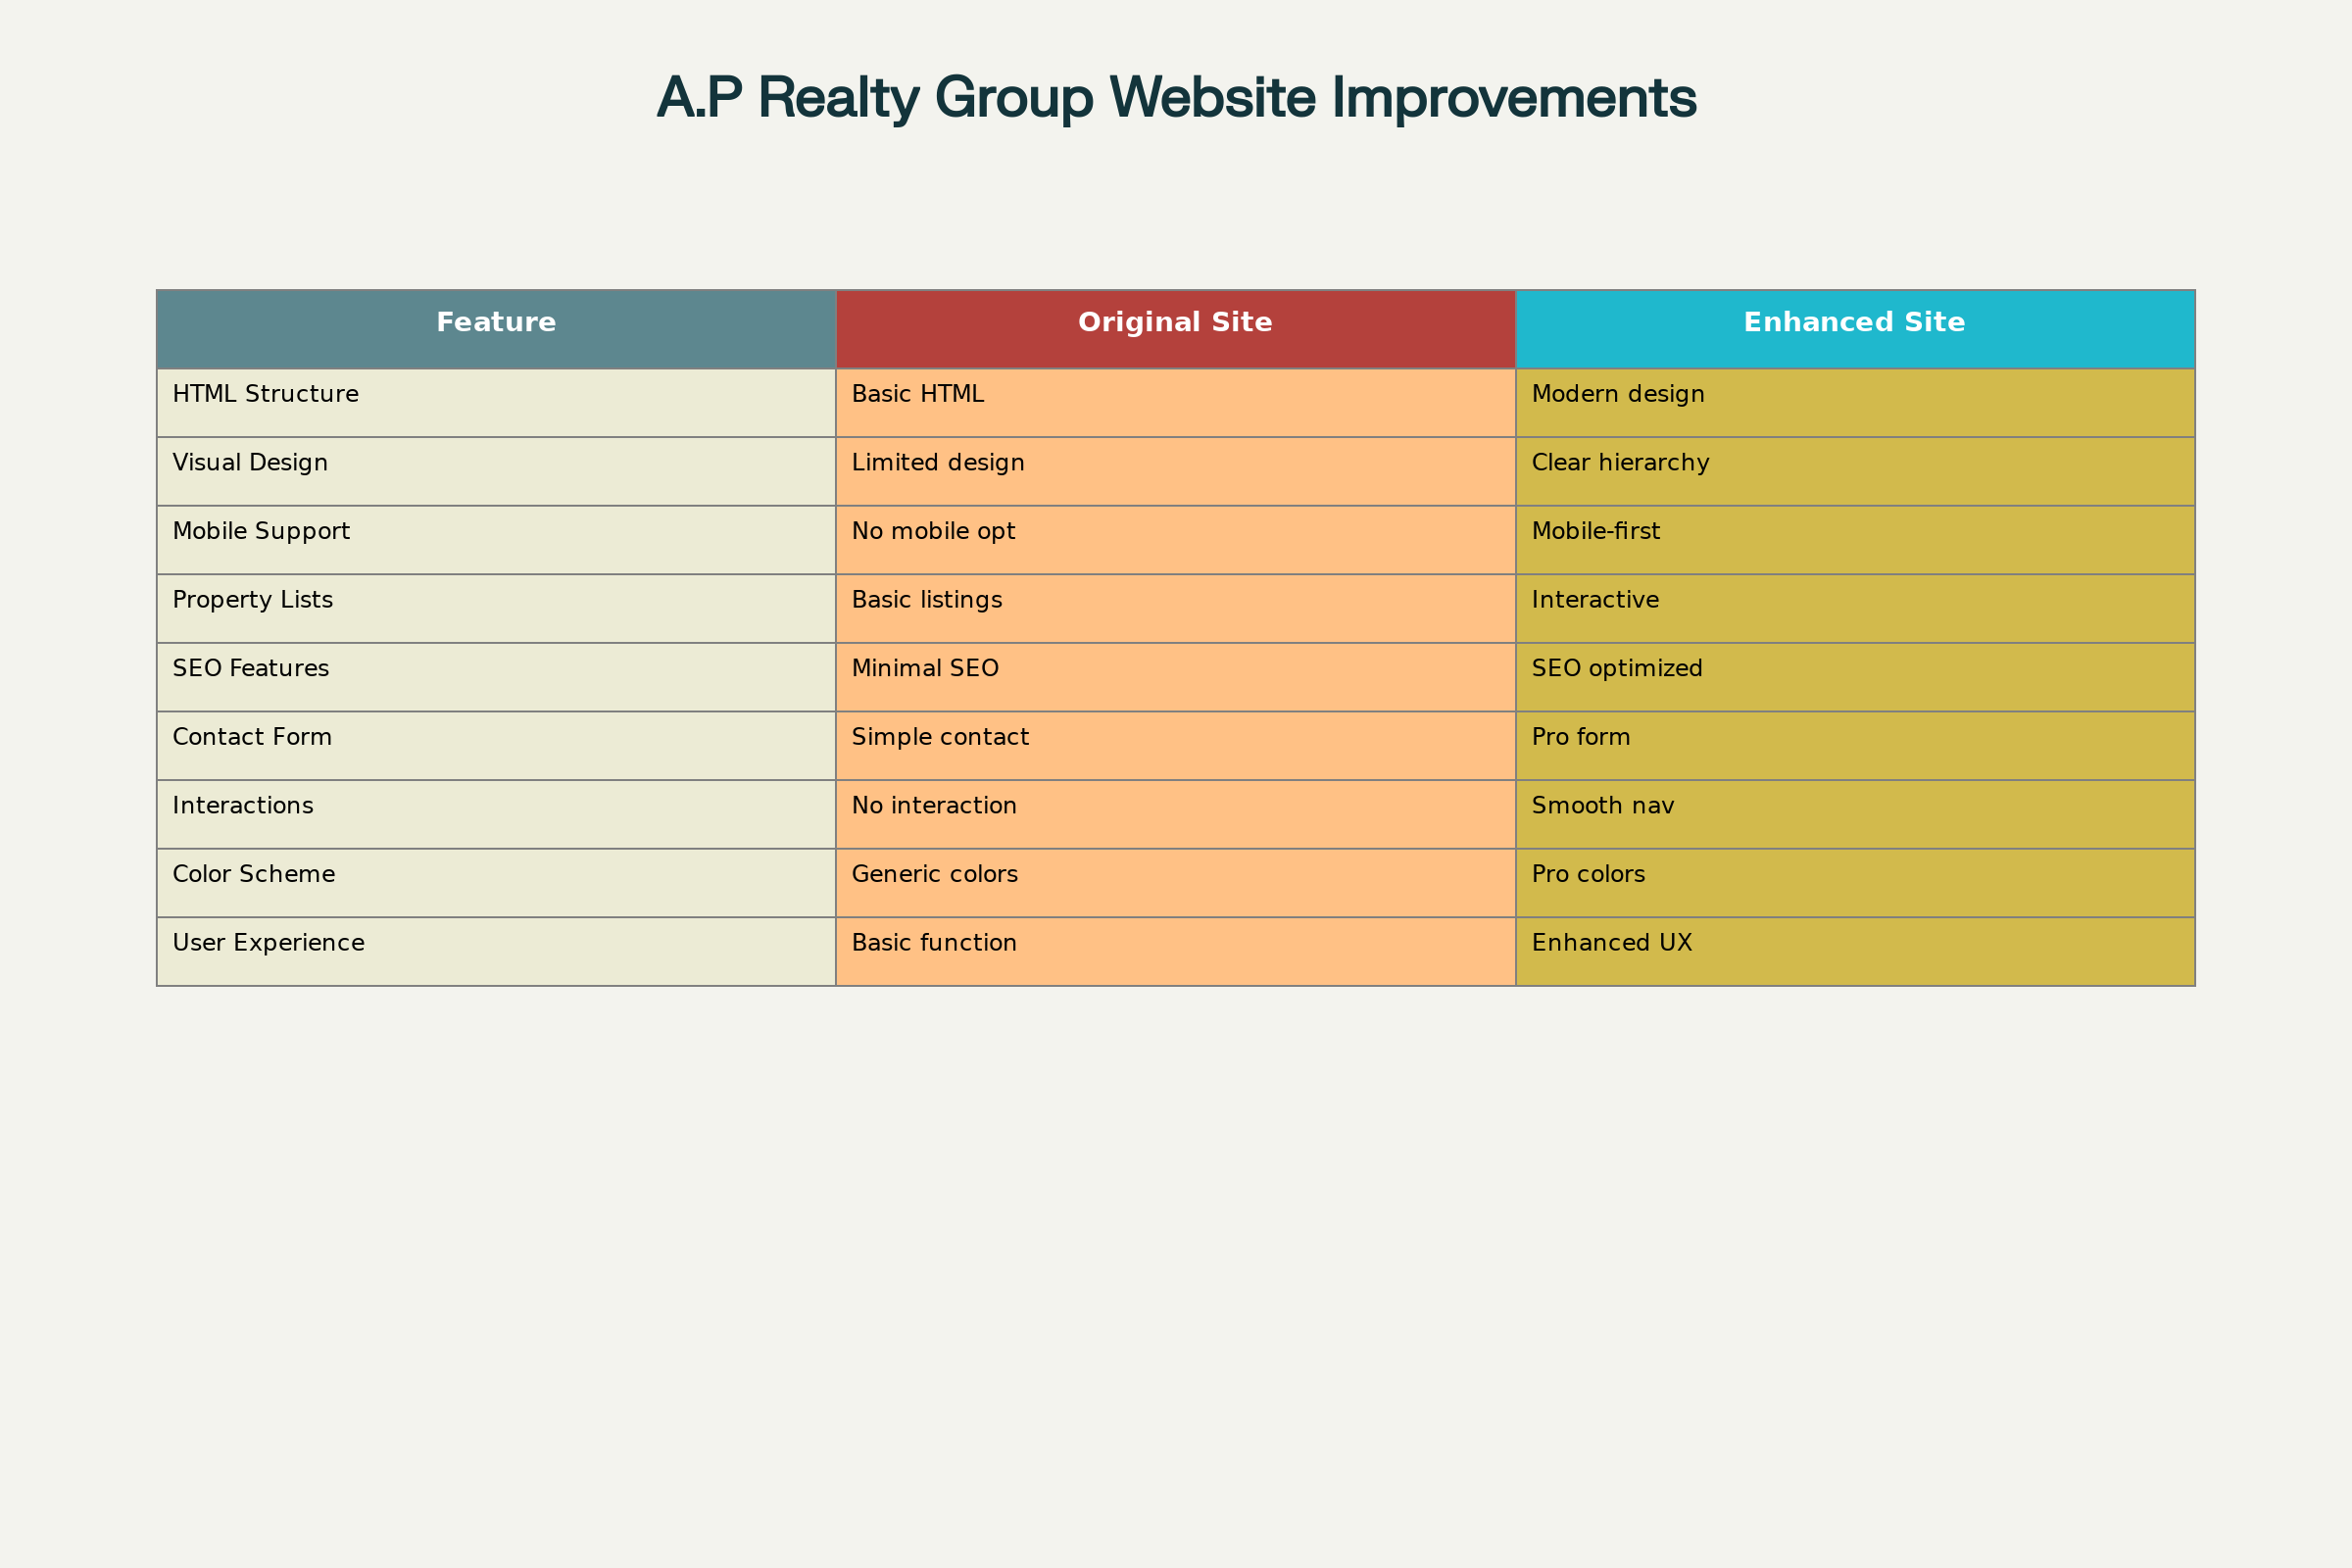 A.P Realty Group Website Improvements
Feature Original Site Enhanced Site
HTML Structure Basic HTML Modern design
Visual Design Limited design Clear hierarchy
Mobile Support No mobile opt Mobile-first
Property Lists Basic listings Interactive
SEO Features Minimal SEO SEO optimized
Contact Form Simple contact Pro form
Interactions No interaction Smooth nav
Color Scheme Generic colors Pro colors
User Experience Basic function Enhanced UX